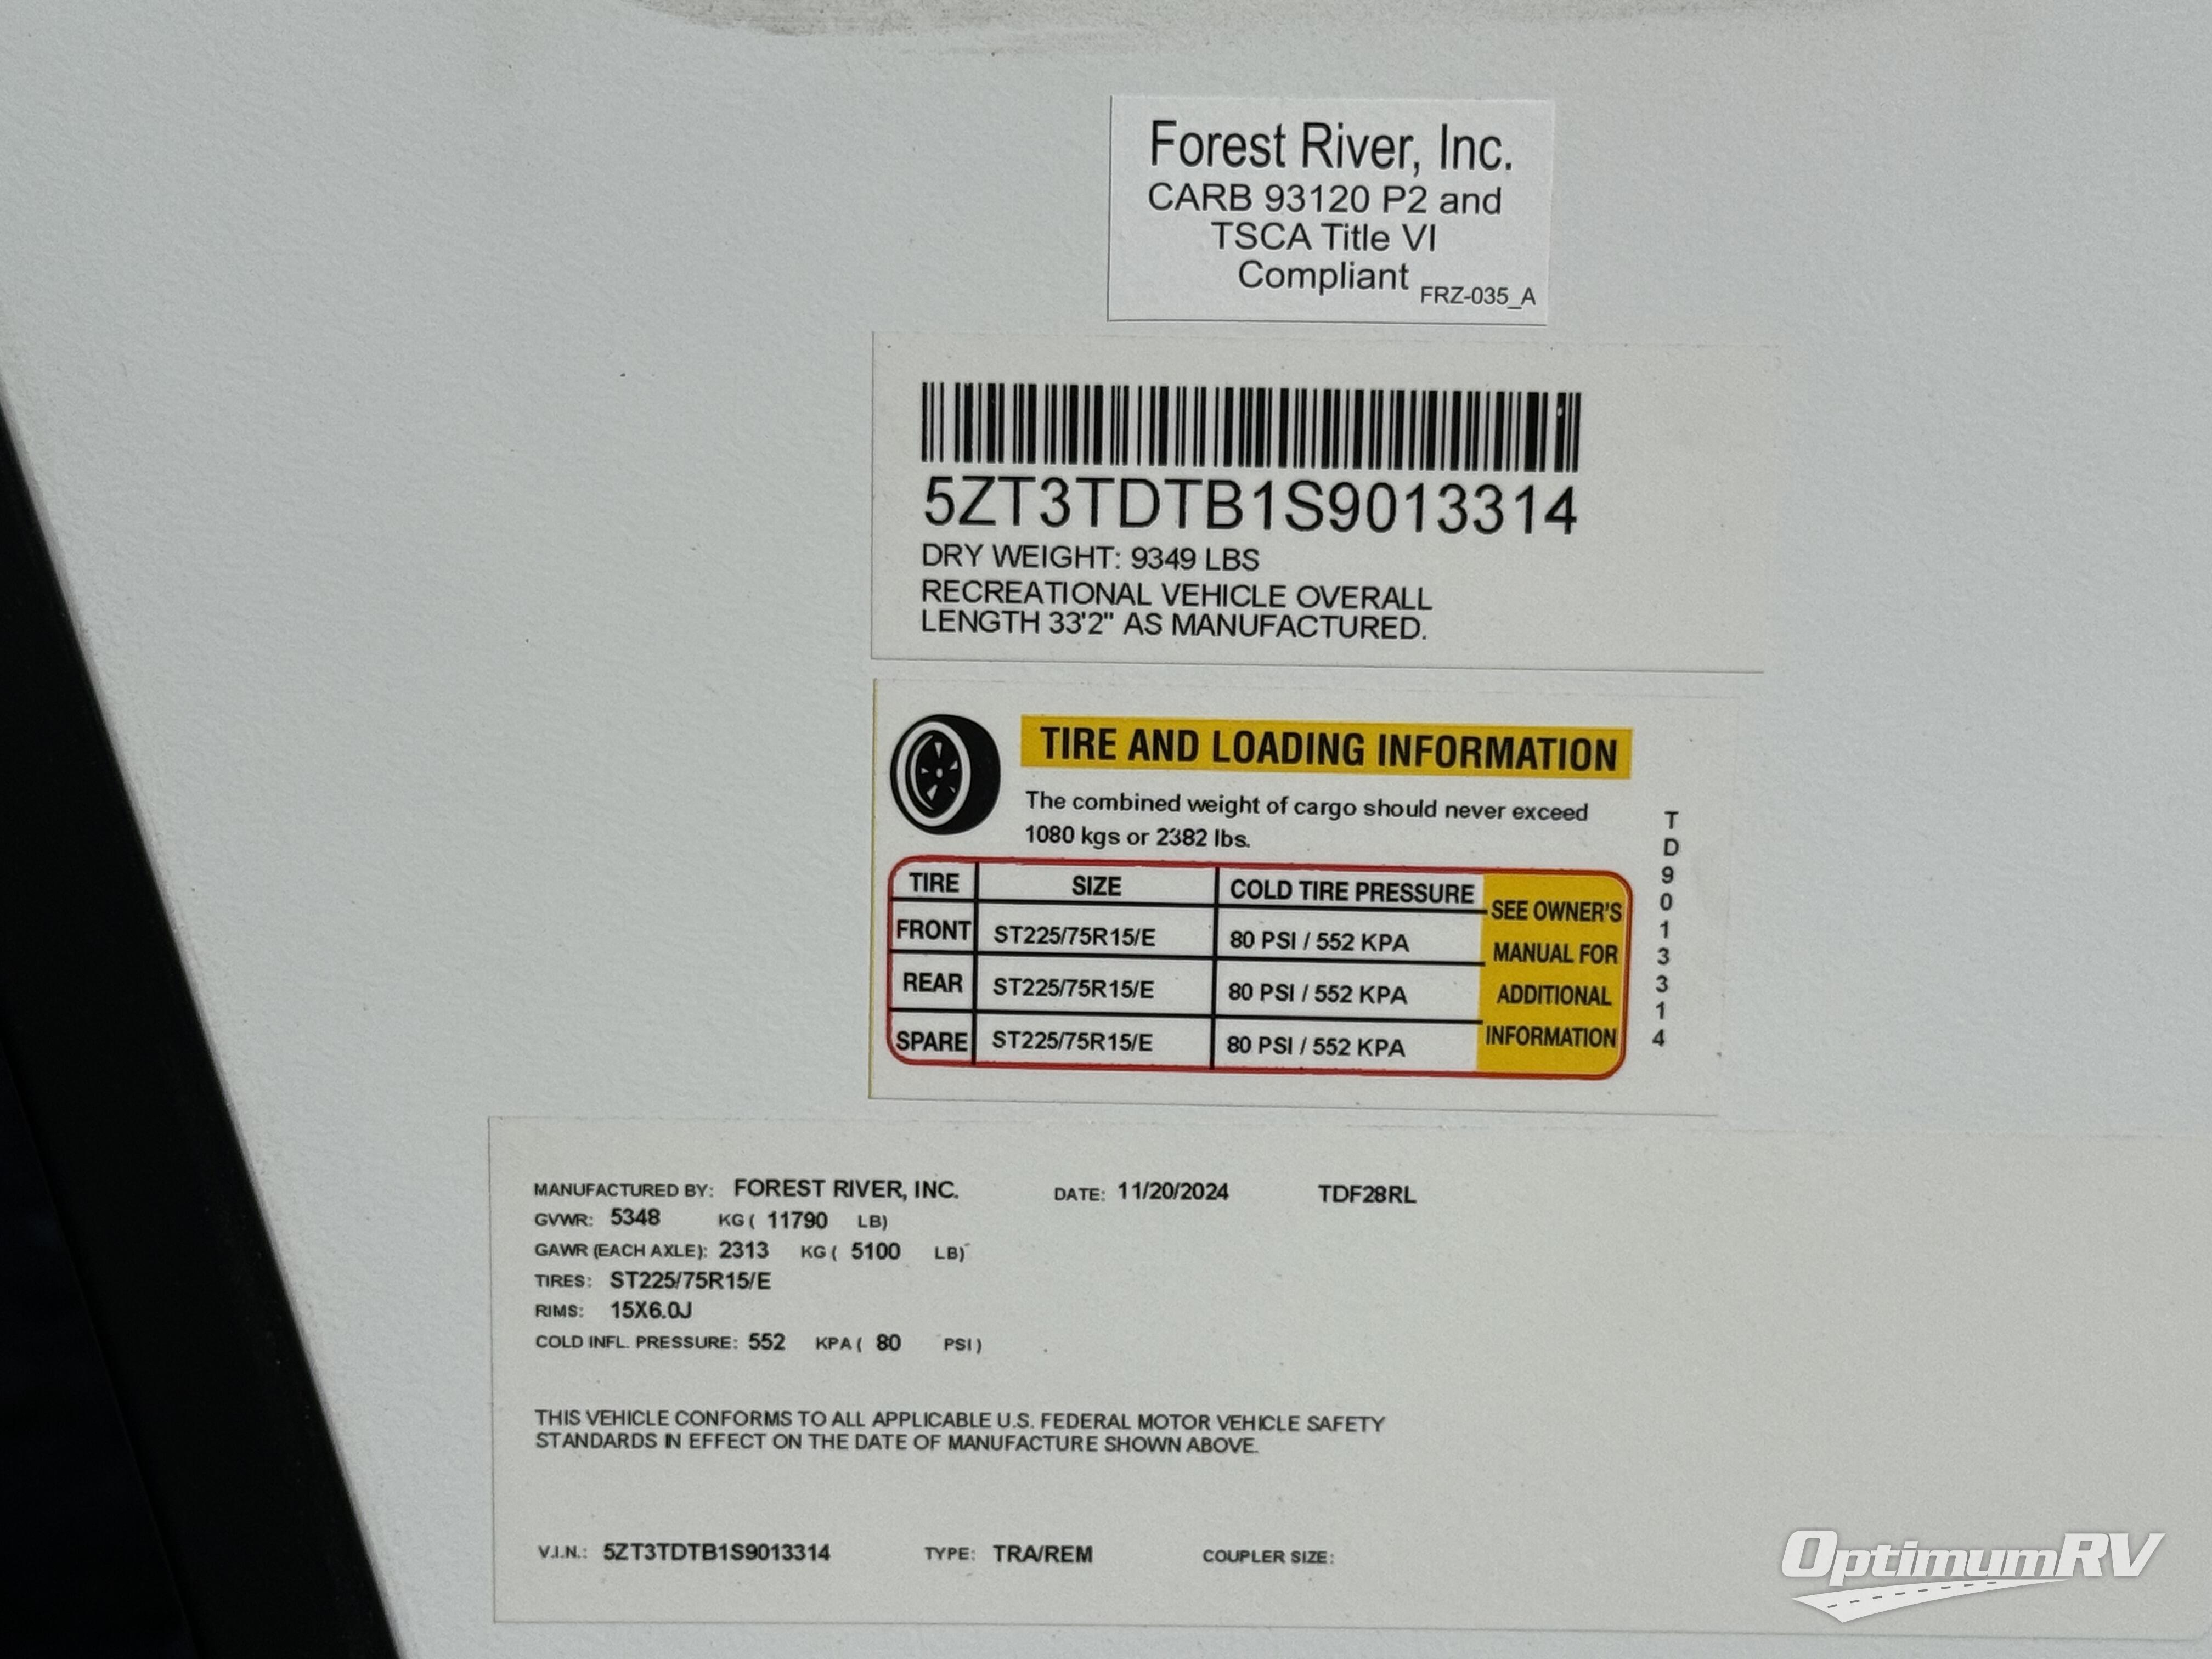 Forest River, Inc.
CARB 93120 P2 and
TSCA Title VI
Compliant FRZ-035_A
5ZT3TDTB1S9013314
DRY WEIGHT: 9349 LBS
RECREATIONAL VEHICLE OVERALL
LENGTH 33'2" AS MANUFACTURED.
TIRE AND LOADING INFORMATION
The combined weight of cargo should never exceed
1080 kgs or 2382 lbs.
TIRE SIZE COLD TIRE PRESSURE
FRONT ST225/75R15/E 80 PSI / 552 KPA
REAR ST225/75R15/E 80 PSI / 552 KPA
SPARE ST225/75R15/E 80 PSI / 552 KPA
SEE OWNER'S
MANUAL FOR
ADDITIONAL
INFORMATION
TD9013314
MANUFACTURED BY: FOREST RIVER, INC. DATE: 11/20/2024 TDF28RL
GVWR: 5348 KG ( 11790 LB)
GAWR (EACH AXLE): 2313 KG ( 5100 LB)
TIRES: ST225/75R15/E
RIMS: 15X6.0J
COLD INFL. PRESSURE: 552 KPA ( 80 PSI )
THIS VEHICLE CONFORMS TO ALL APPLICABLE U.S. FEDERAL MOTOR VEHICLE SAFETY
STANDARDS IN EFFECT ON THE DATE OF MANUFACTURE SHOWN ABOVE.
V.I.N.: 5ZT3TDTB1S9013314 TYPE: TRA/REM COUPLER SIZE:
OptimumRV